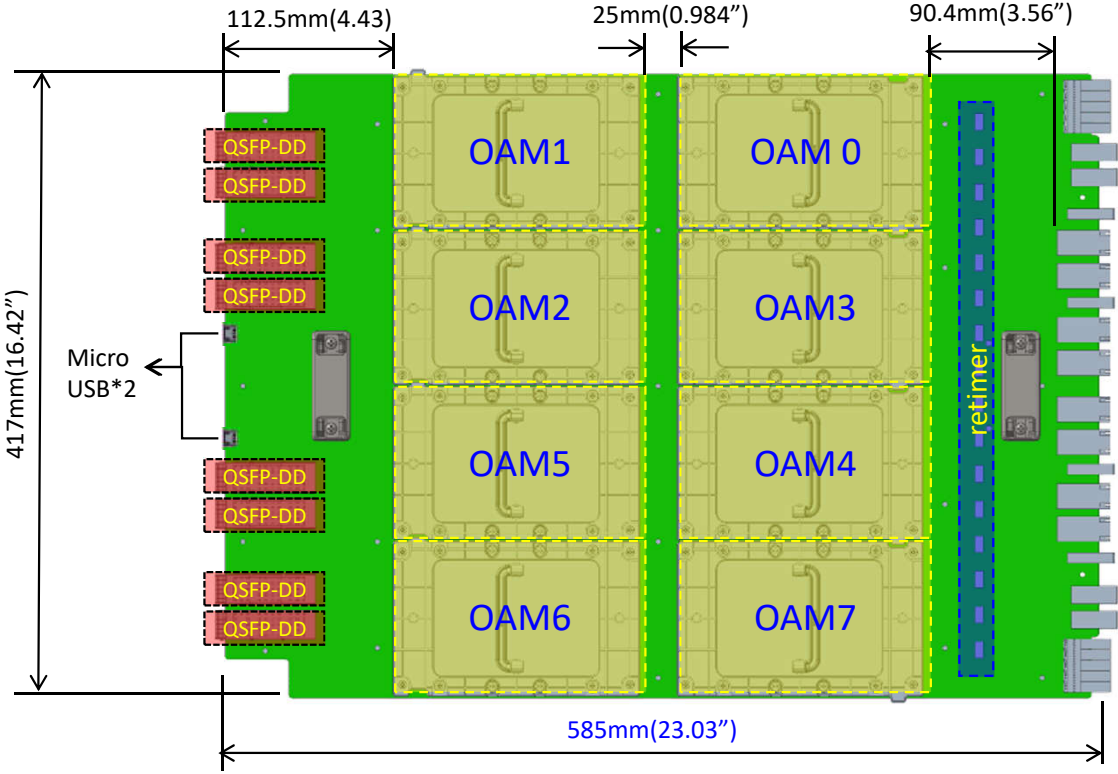 112.5mm(4.43)
25mm(0.984”)
90.4mm(3.56”)
417mm(16.42”)
QSFP-DD
QSFP-DD
QSFP-DD
QSFP-DD
Micro
USB*2
QSFP-DD
QSFP-DD
QSFP-DD
QSFP-DD
OAM1
OAM 0
OAM2
OAM3
OAM5
OAM4
OAM6
OAM7
retimer
585mm(23.03”)